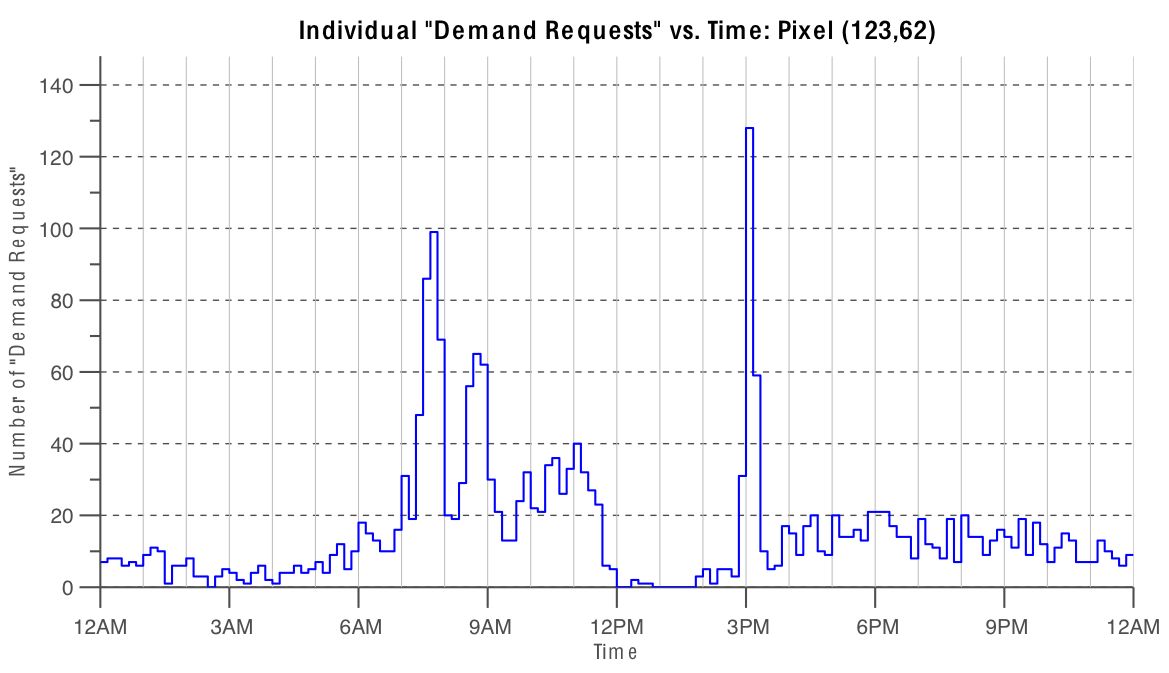 Individual "Demand Requests" vs. Time: Pixel (123,62)
140
120
100
80
60
40
20
0
Number of "Demand Requests"
12AM 3AM 6AM 9AM 12PM 3PM 6PM 9PM 12AM
Time